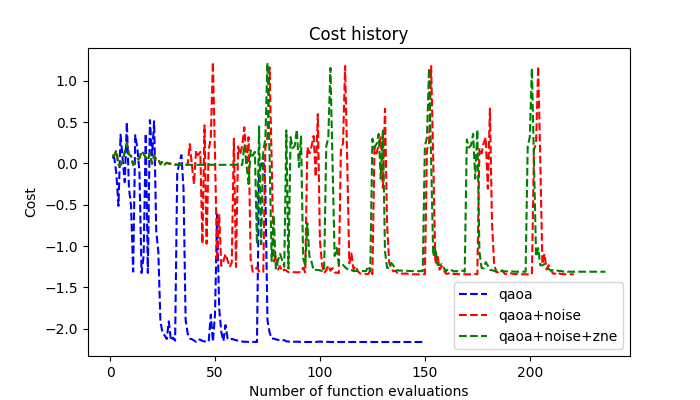 Cost history
Cost
1.0
0.5
0.0
−0.5
−1.0
−1.5
−2.0
0 50 100 150 200
Number of function evaluations
qaoa
qaoa+noise
qaoa+noise+zne